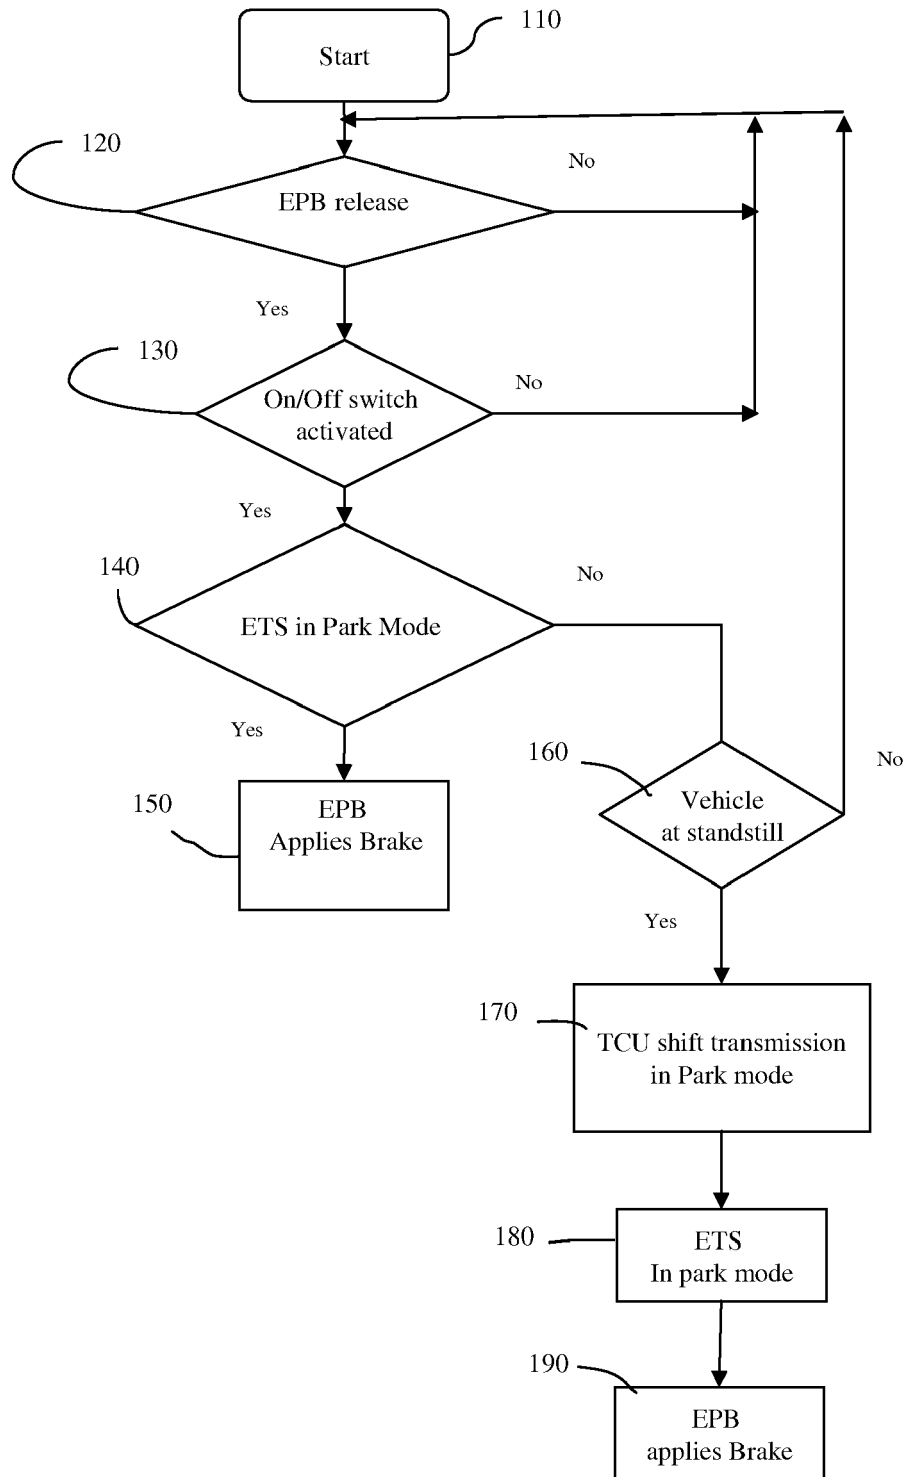 110
Start
120
No
EPB release
Yes
130
No
On/Off switch
activated
Yes
140
No
ETS in Park Mode
Yes
160
No
150
EPB
Applies Brake
Vehicle
at standstill
Yes
170
TCU shift transmission
in Park mode
180
ETS
In park mode
190
EPB
applies Brake